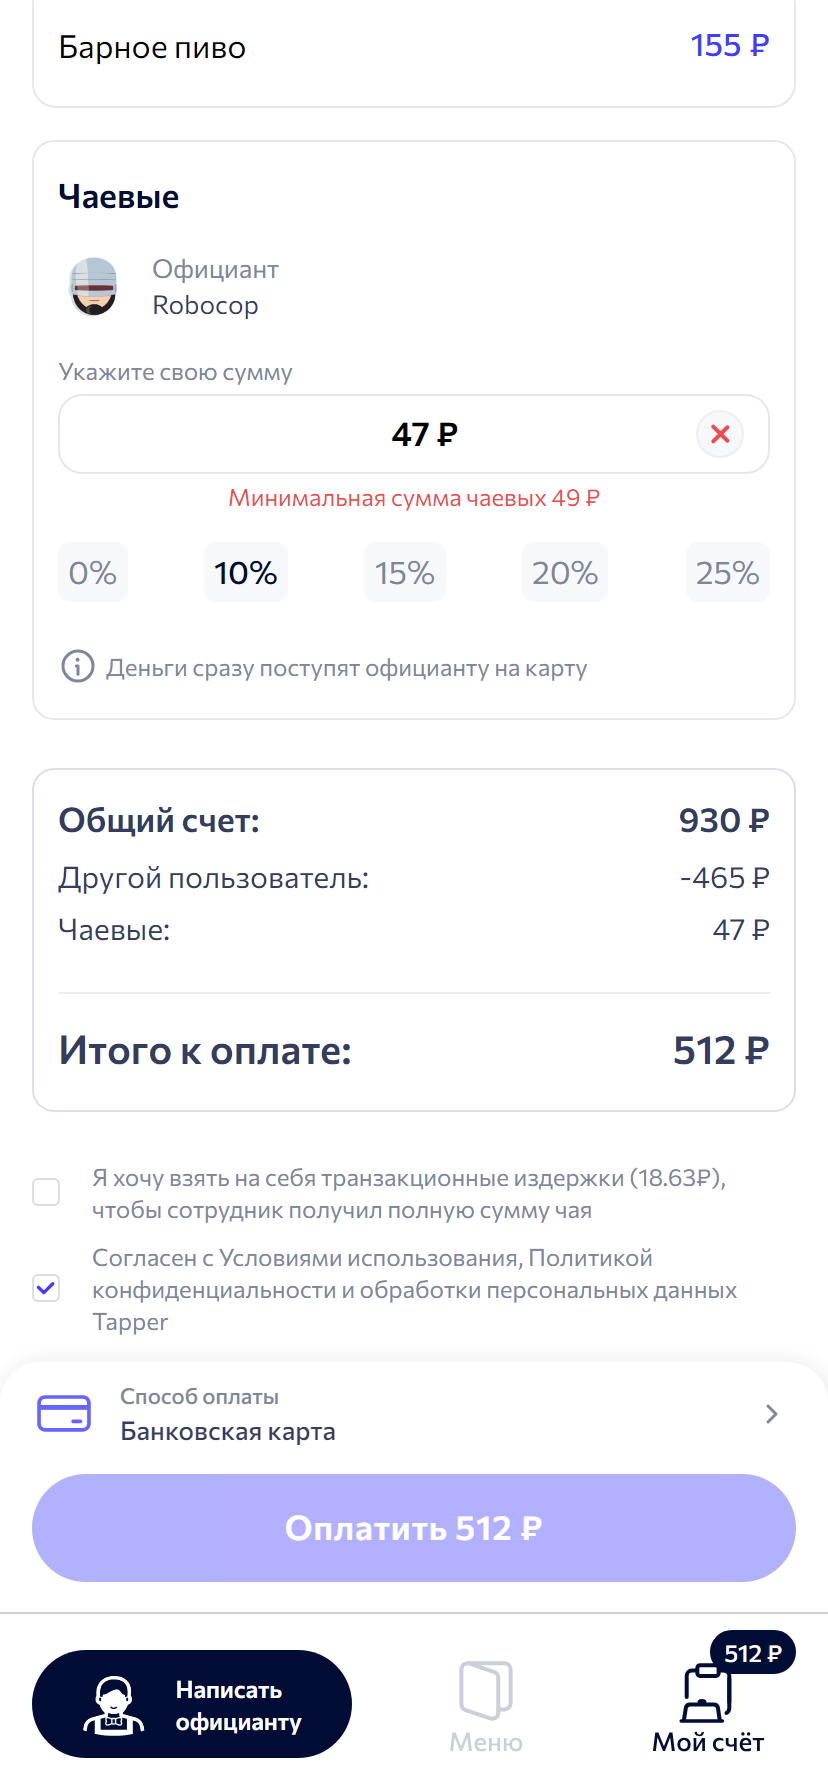 Барное пиво 155 ₽
Чаевые
Официант
Robocop
Укажите свою сумму
47 ₽
Минимальная сумма чаевых 49 ₽
0% 10% 15% 20% 25%
Деньги сразу поступят официанту на карту
Общий счет: 930 ₽
Другой пользователь: -465 ₽
Чаевые: 47 ₽
Итого к оплате: 512 ₽
Я хочу взять на себя транзакционные издержки (18.63₽),
чтобы сотрудник получил полную сумму чая
Согласен с Условиями использования, Политикой
конфиденциальности и обработки персональных данных
Tapper
Способ оплаты
Банковская карта
Оплатить 512 ₽
512 ₽
Написать
официанту
Меню
Мой счёт